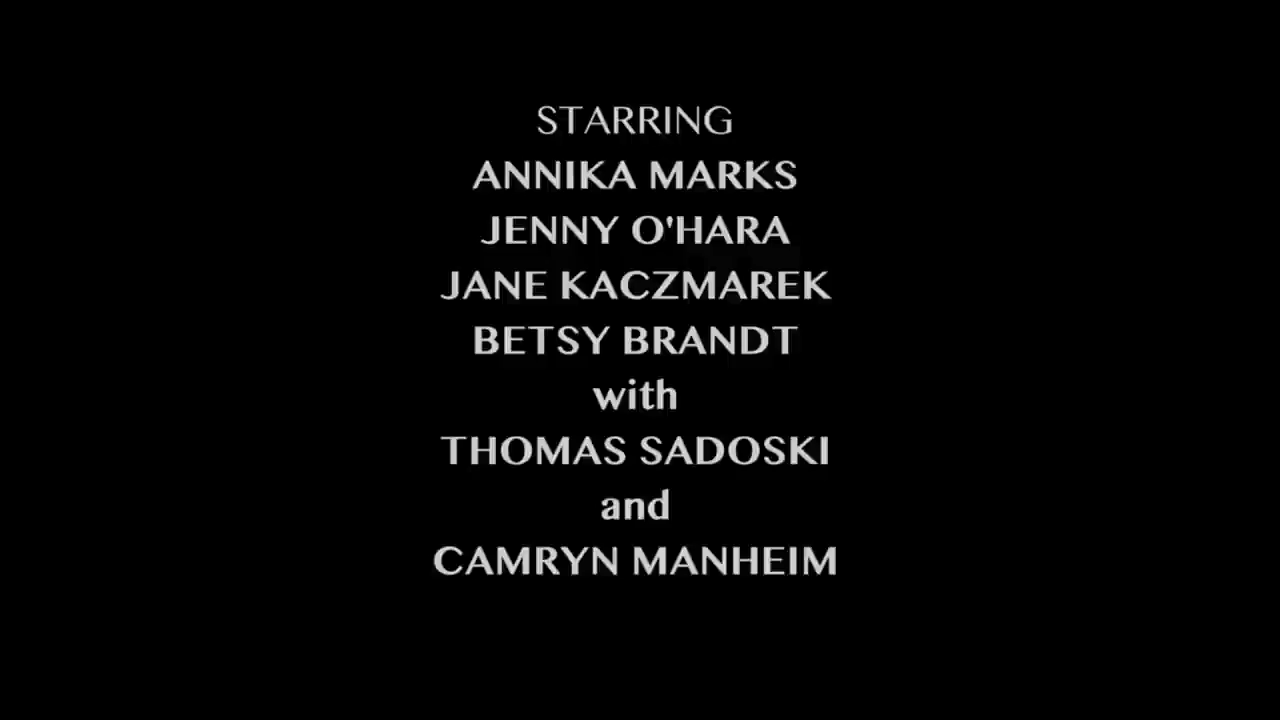 STARRING
ANNIKA MARKS
JENNY O'HARA
JANE KACZMAREK
BETSY BRANDT
with
THOMAS SADOSKI
and
CAMRYN MANHEIM